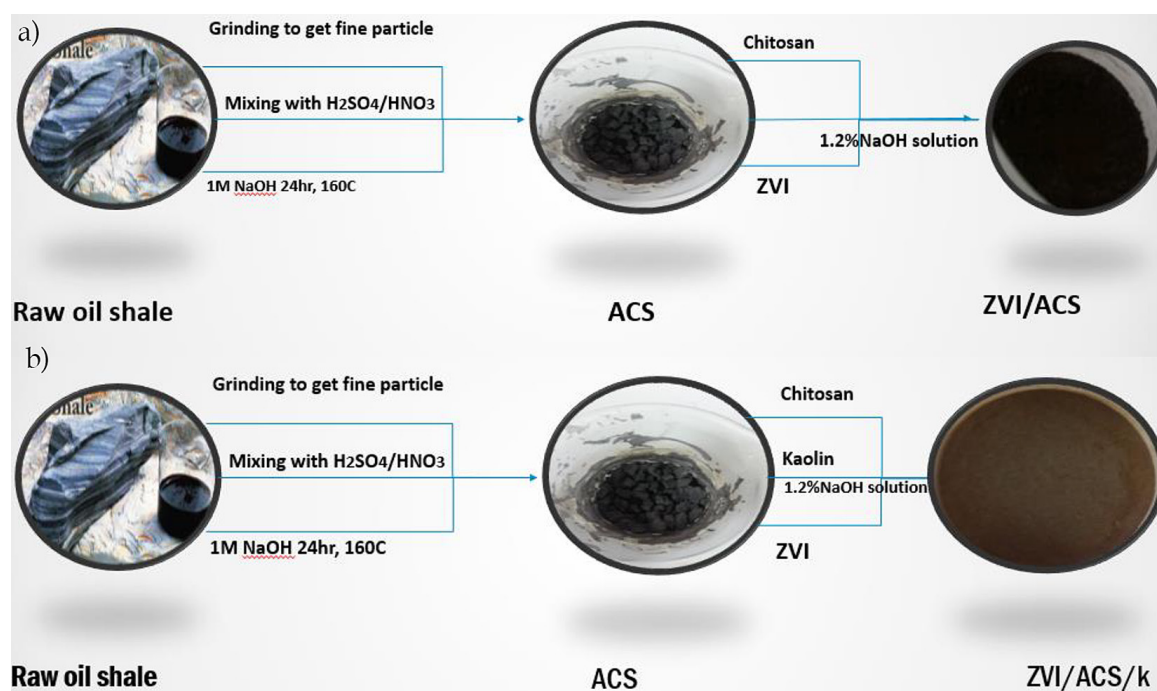 a)
Grinding to get fine particle
Mixing with H2SO4/HNO3
1M NaOH 24hr, 160C
Chitosan
1.2%NaOH solution
ZVI
Raw oil shale
ACS
ZVI/ACS
b)
Grinding to get fine particle
Mixing with H2SO4/HNO3
1M NaOH 24hr, 160C
Chitosan
Kaolin
1.2%NaOH solution
ZVI
Raw oil shale
ACS
ZVI/ACS/k